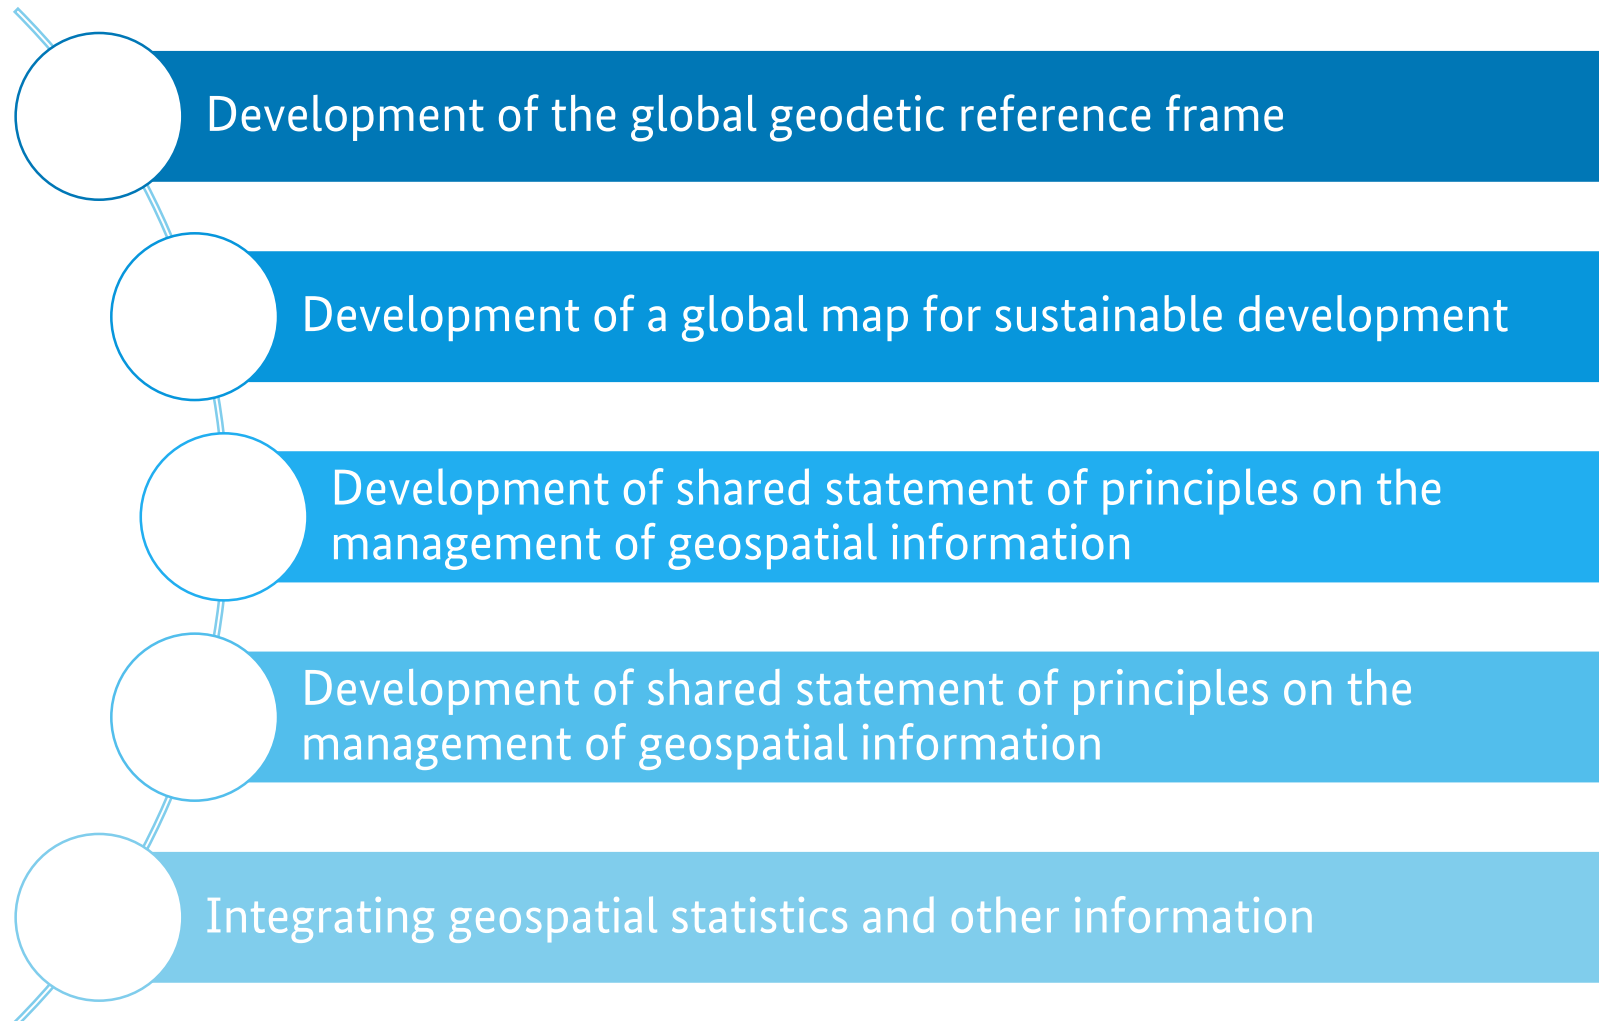 Development of the global geodetic reference frame
Development of a global map for sustainable development
Development of shared statement of principles on the
management of geospatial information
Development of shared statement of principles on the
management of geospatial information
Integrating geospatial statistics and other information